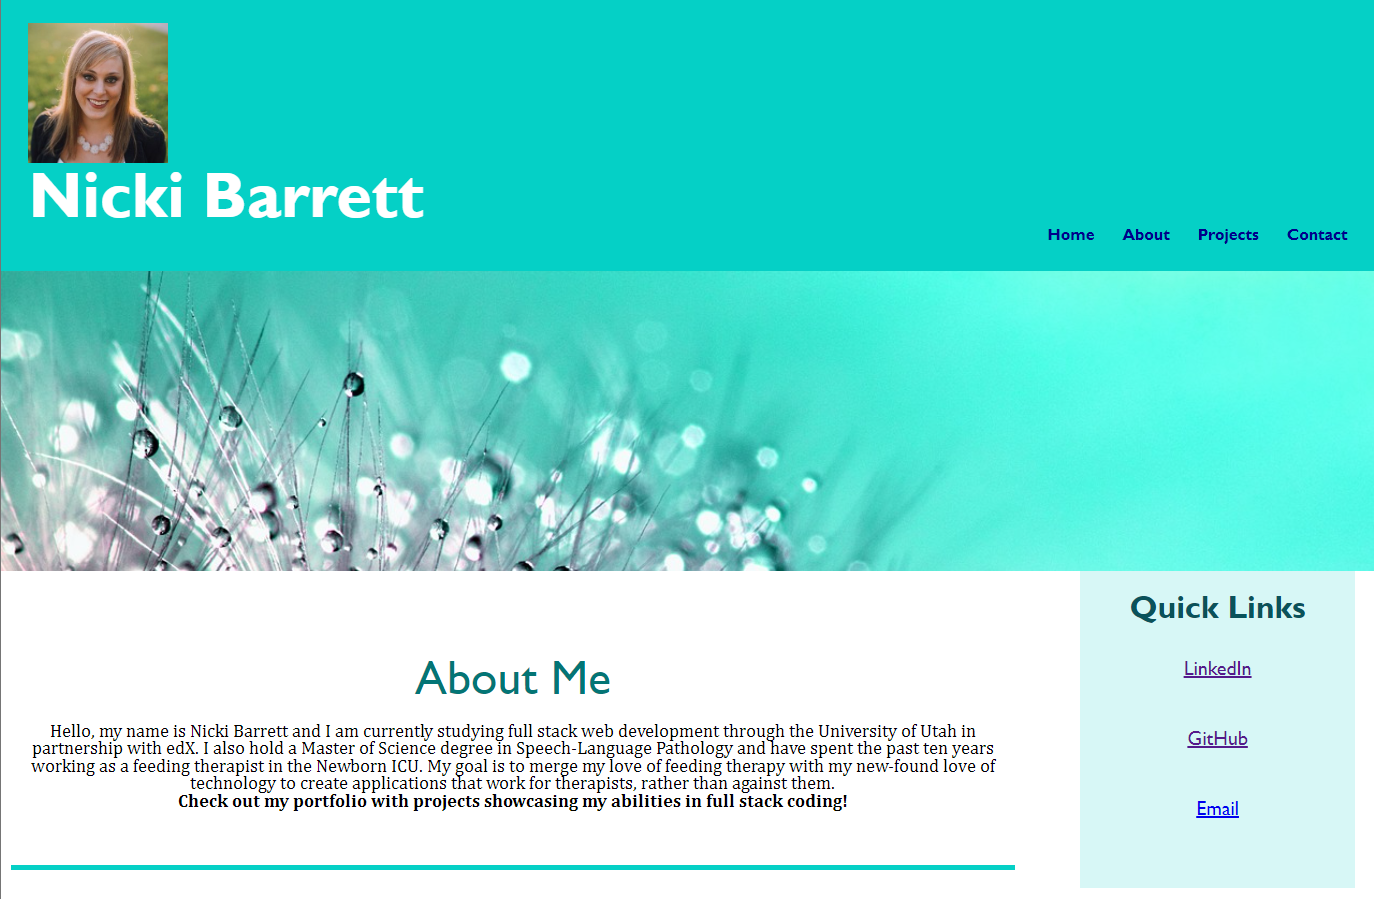 Nicki Barrett
Home About Projects Contact
Quick Links
LinkedIn
GitHub
Email
About Me
Hello, my name is Nicki Barrett and I am currently studying full stack web development through the University of Utah in
partnership with edX. I also hold a Master of Science degree in Speech-Language Pathology and have spent the past ten years
working as a feeding therapist in the Newborn ICU. My goal is to merge my love of feeding therapy with my new-found love of
technology to create applications that work for therapists, rather than against them.
Check out my portfolio with projects showcasing my abilities in full stack coding!